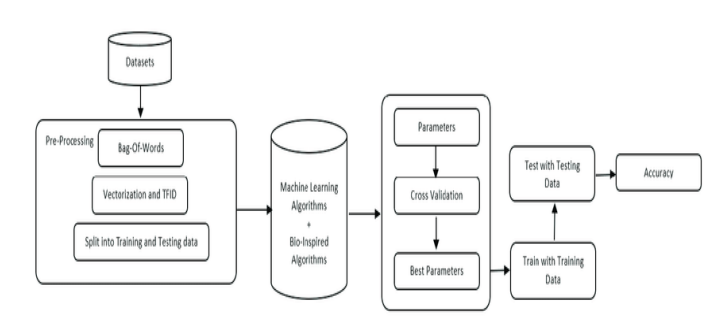 Datasets
Pre-Processing
Bag-Of-Words
Vectorization and TFID
Split into Training and Testing data
Machine Learning
Algorithms
+
Bio-Inspired
Algorithms
Parameters
Cross Validation
Best Parameters
Test with Testing
Data
Accuracy
Train with Training
Data